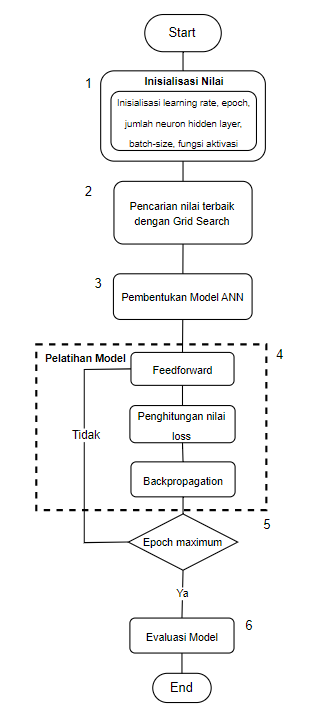 Start
1
Inisialisasi Nilai
Inisialisasi learning rate, epoch,
jumlah neuron hidden layer,
batch-size, fungsi aktivasi
2
Pencarian nilai terbaik
dengan Grid Search
3
Pembentukan Model ANN
4
Pelatihan Model
Feedforward
Tidak
Penghitungan nilai
loss
Backpropagation
5
Epoch maximum
Ya
6
Evaluasi Model
End